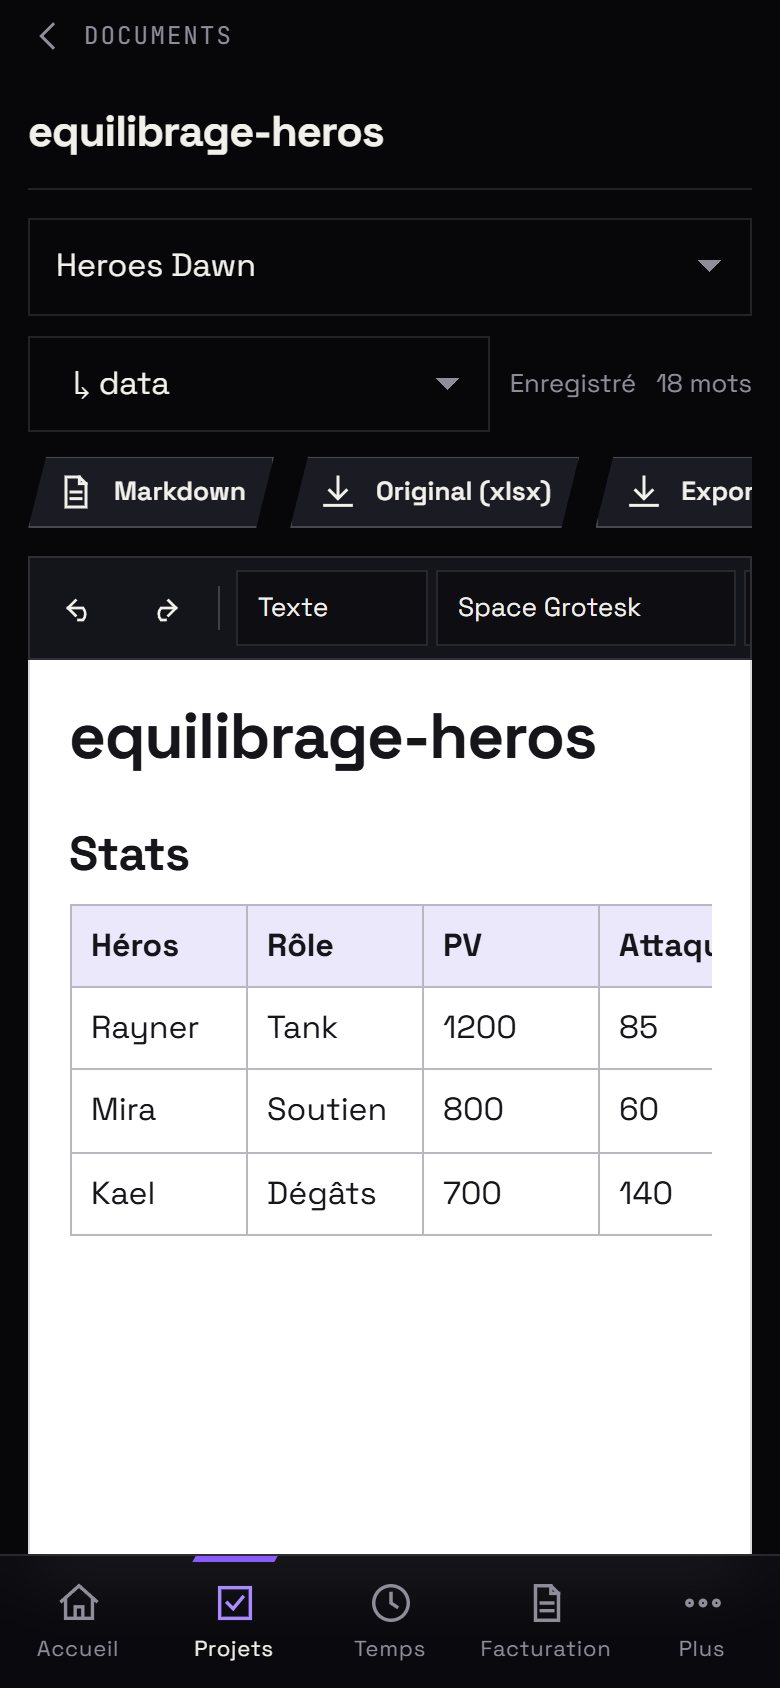 DOCUMENTS
equilibrage-heros
Heroes Dawn
↳ data
Enregistré 18 mots
Markdown Original (xlsx) Expor
Texte Space Grotesk
equilibrage-heros
Stats
Héros Rôle PV Attaqu
Rayner Tank 1200 85
Mira Soutien 800 60
Kael Dégâts 700 140
Accueil Projets Temps Facturation Plus